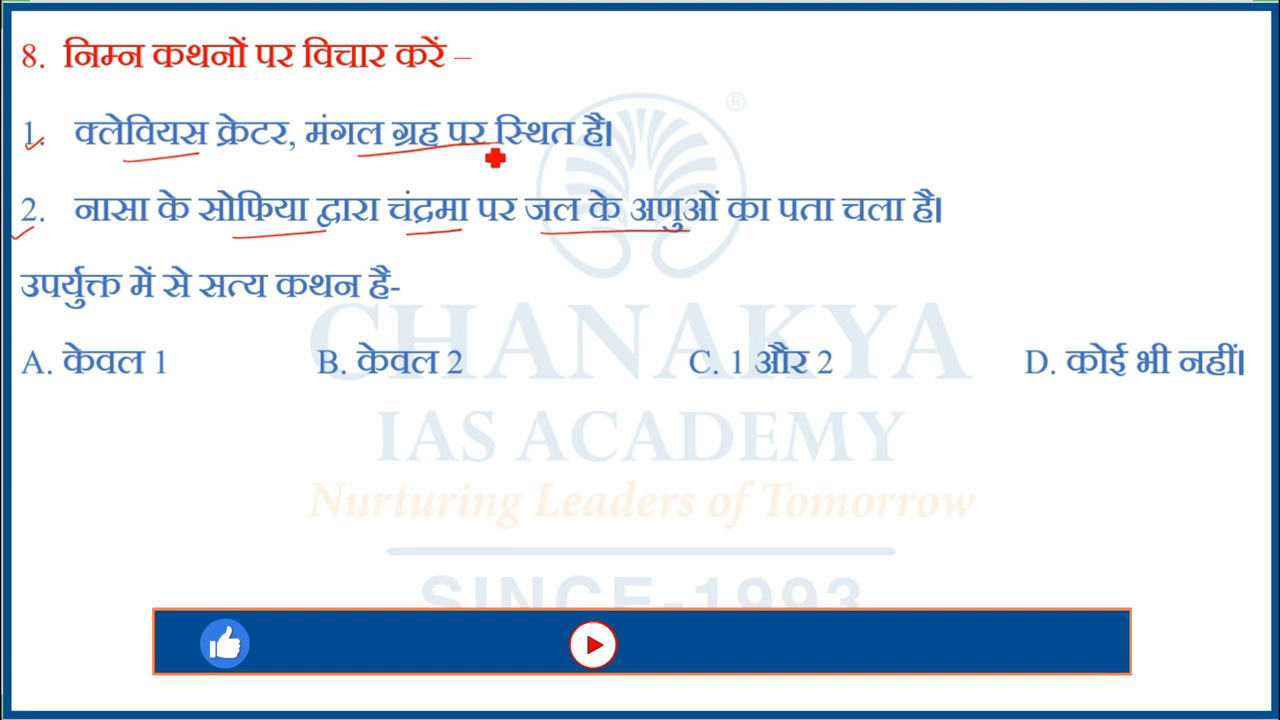 8. निम्न कथनों पर विचार करें –
1. क्लेवियस क्रेटर, मंगल ग्रह पर स्थित है।
2. नासा के सोफिया द्वारा चंद्रमा पर जल के अणुओं का पता चला है।
उपर्युक्त में से सत्य कथन है-
A. केवल 1 B. केवल 2 C. 1 और 2 D. कोई भी नहीं।
®
CHANAKYA
IAS ACADEMY
Nurturing Leaders of Tomorrow
SINCE-1993